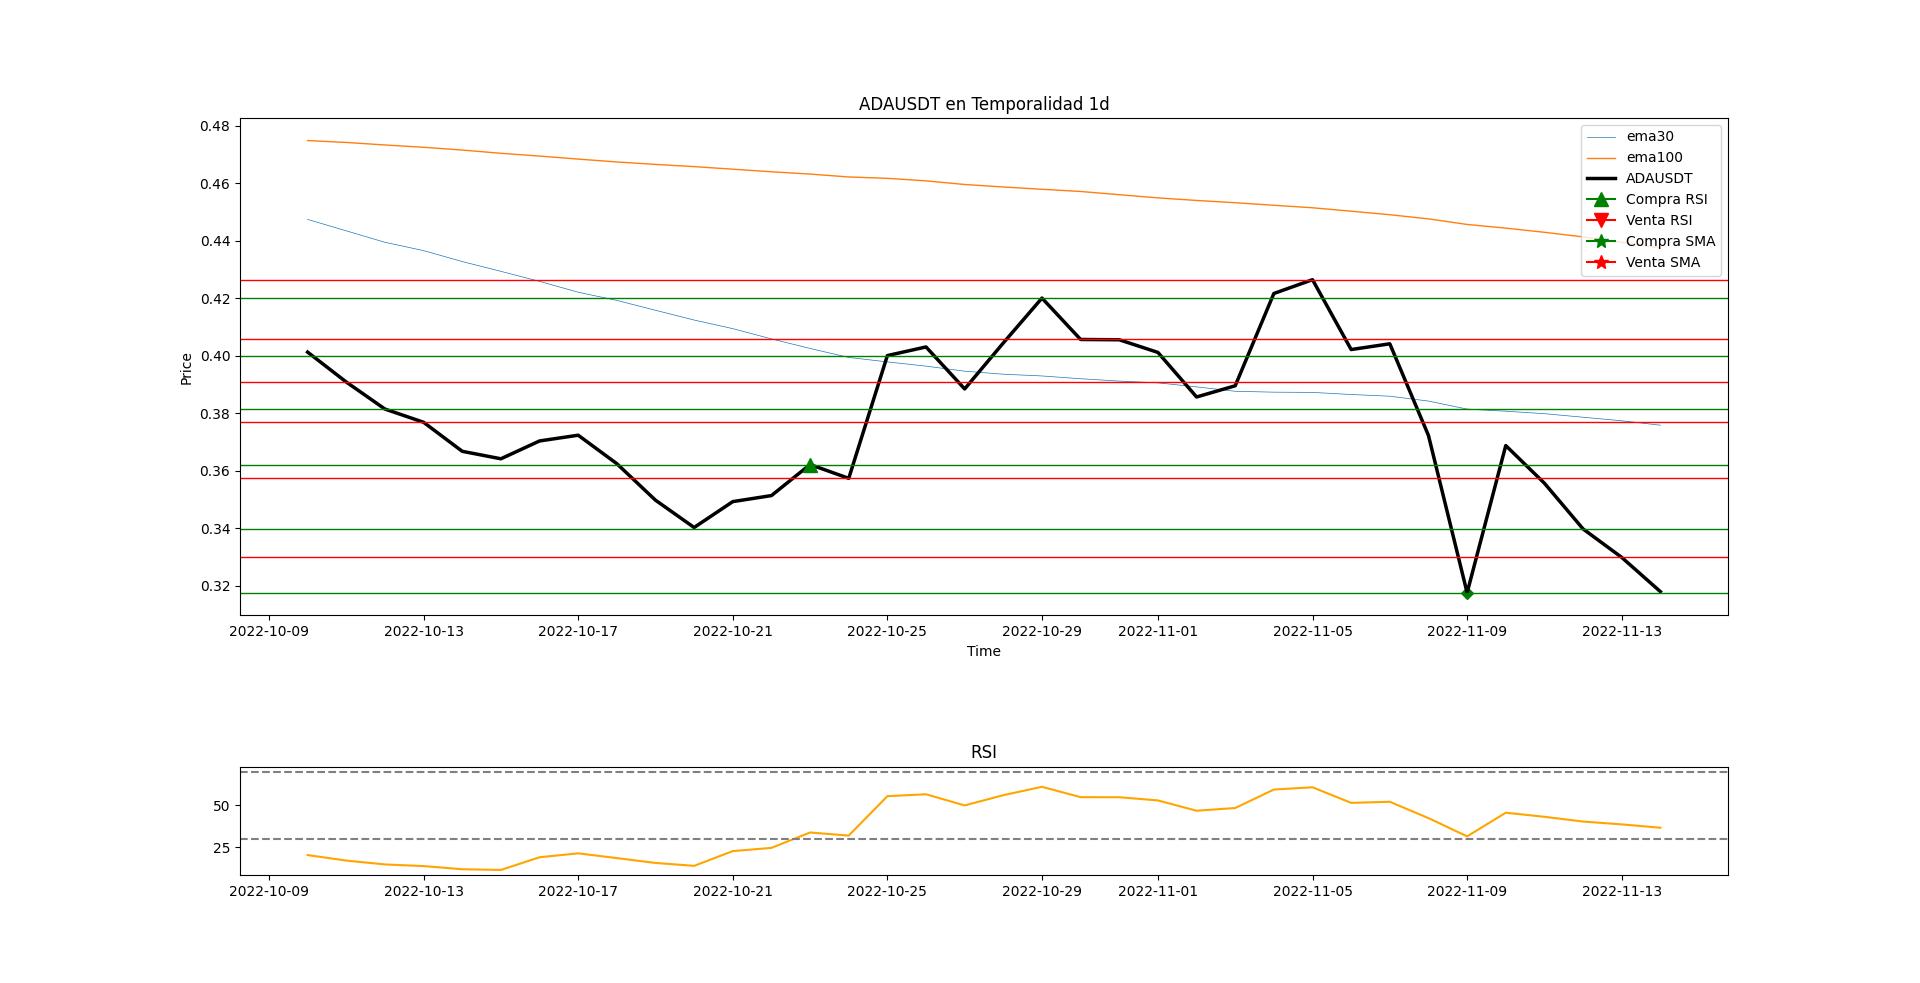 ADAUSDT en Temporalidad 1d
0.48
0.46
0.44
0.42
0.40
0.38
0.36
0.34
0.32
Price
ema30
ema100
ADAUSDT
Compra RSI
Venta RSI
Compra SMA
Venta SMA
2022-10-09 2022-10-13 2022-10-17 2022-10-21 2022-10-25 2022-10-29 2022-11-01 2022-11-05 2022-11-09 2022-11-13
Time
RSI
50
25
2022-10-09 2022-10-13 2022-10-17 2022-10-21 2022-10-25 2022-10-29 2022-11-01 2022-11-05 2022-11-09 2022-11-13